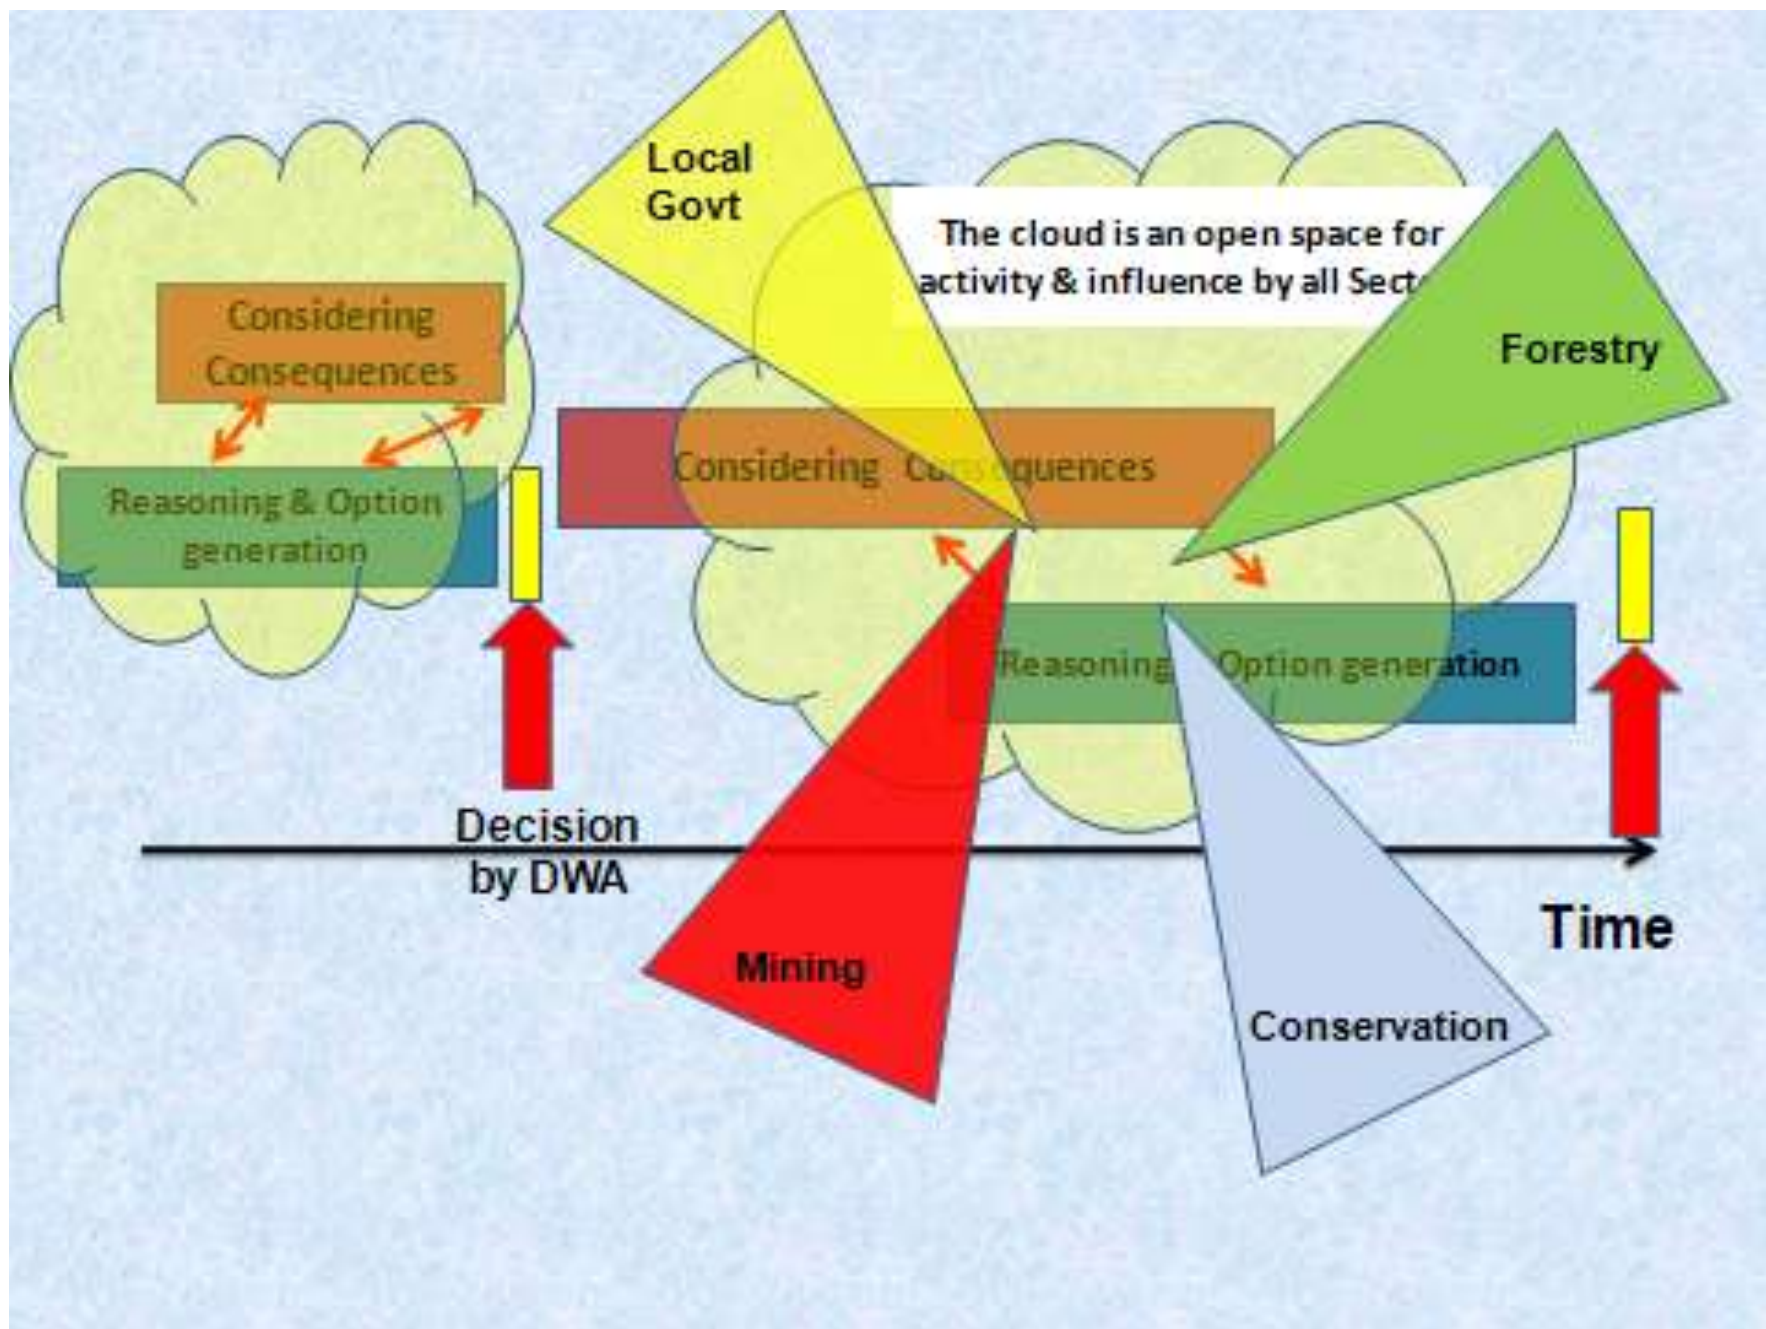 Local
Govt
The cloud is an open space for
activity & influence by all
Considering
Consequences
Forestry
Considering Consequences
Reasoning & Option
generation
Reasoning Option generation
Decision
by DWA
Time
Mining
Conservation